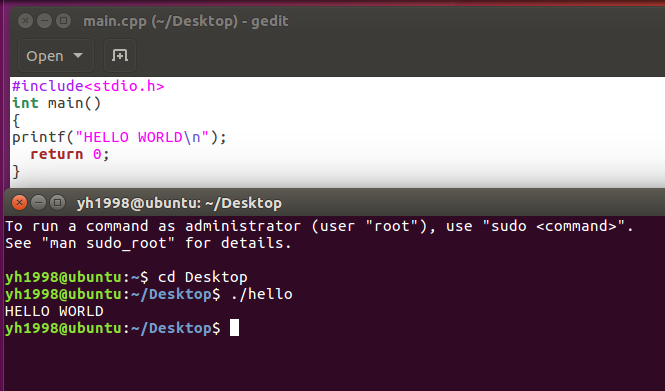 main.cpp (~/Desktop) - gedit
Open
#include<stdio.h>
int main()
{
printf("HELLO WORLD\n");
  return 0;
}
yh1998@ubuntu: ~/Desktop
To run a command as administrator (user "root"), use "sudo <command>".
See "man sudo_root" for details.
yh1998@ubuntu:~$ cd Desktop
yh1998@ubuntu:~/Desktop$ ./hello
HELLO WORLD
yh1998@ubuntu:~/Desktop$